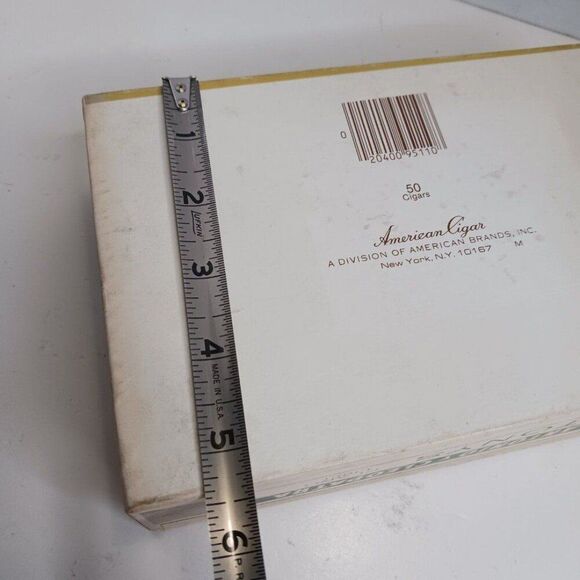 0
20400 95110
50
Cigars
American Cigar
A DIVISION OF AMERICAN BRANDS, INC.
New York, N.Y. 10167 M
1
2
LUFKIN
3
4
MADE IN U.S.A.
5
6